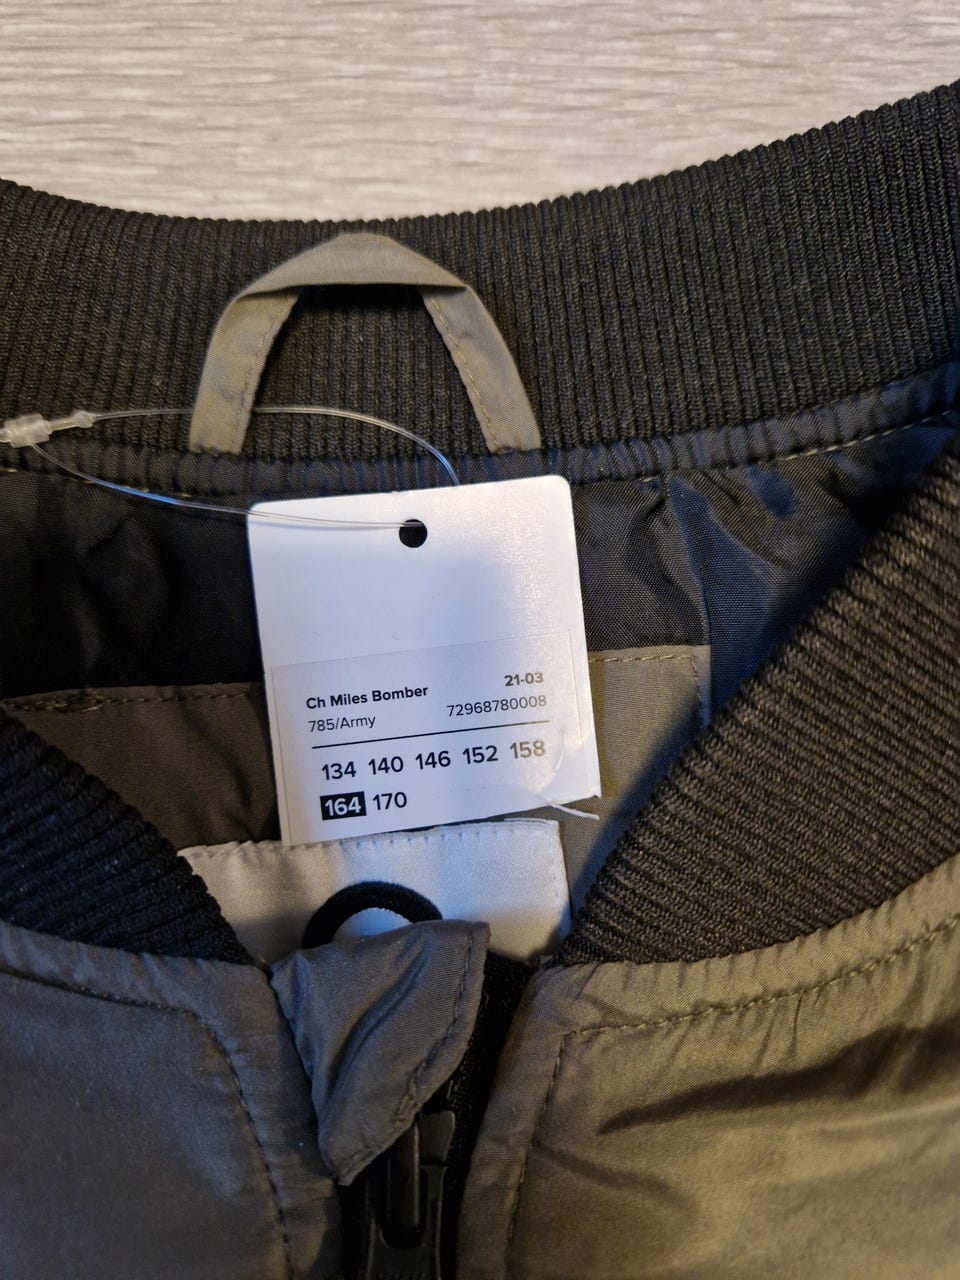 21-03
Ch Miles Bomber
785/Army 72968780008
134 140 146 152 158
164 170